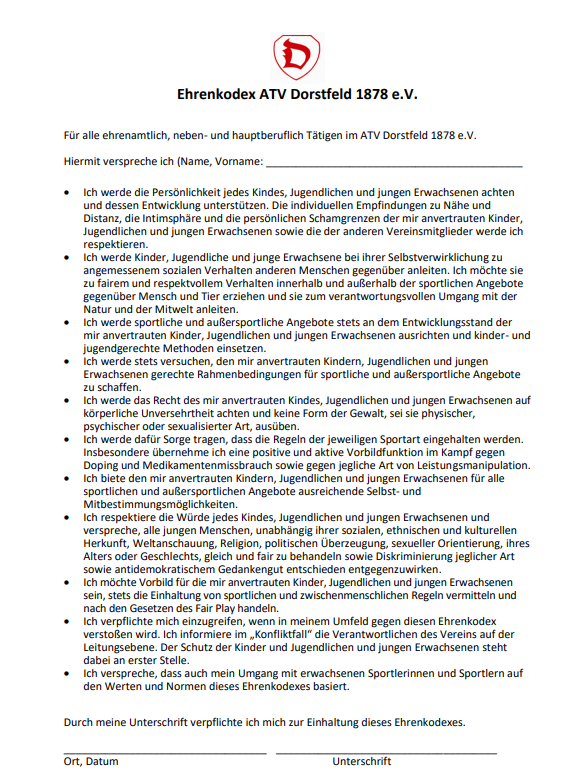 D
Ehrenkodex ATV Dorstfeld 1878 e.V.
Für alle ehrenamtlich, neben- und hauptberuflich Tätigen im ATV Dorstfeld 1878 e.V.
Hiermit verspreche ich (Name, Vorname: ________________________________________
• Ich werde die Persönlichkeit jedes Kindes, Jugendlichen und jungen Erwachsenen achten
und dessen Entwicklung unterstützen. Die individuellen Empfindungen zu Nähe und
Distanz, die Intimsphäre und die persönlichen Schamgrenzen der mir anvertrauten Kinder,
Jugendlichen und jungen Erwachsenen sowie die der anderen Vereinsmitglieder werde ich
respektieren.
• Ich werde Kinder, Jugendliche und junge Erwachsene bei ihrer Selbstverwirklichung zu
angemessenem sozialen Verhalten anderen Menschen gegenüber anleiten. Ich möchte sie
zu fairem und respektvollem Verhalten innerhalb und außerhalb der sportlichen Angebote
gegenüber Mensch und Tier erziehen und sie zum verantwortungsvollen Umgang mit der
Natur und der Mitwelt anleiten.
• Ich werde sportliche und außersportliche Angebote stets an dem Entwicklungsstand der
mir anvertrauten Kinder, Jugendlichen und jungen Erwachsenen ausrichten und kinder- und
jugendgerechte Methoden einsetzen.
• Ich werde stets versuchen, den mir anvertrauten Kindern, Jugendlichen und jungen
Erwachsenen gerechte Rahmenbedingungen für sportliche und außersportliche Angebote
zu schaffen.
• Ich werde das Recht des mir anvertrauten Kindes, Jugendlichen und jungen Erwachsenen auf
körperliche Unversehrtheit achten und keine Form der Gewalt, sei sie physischer,
psychischer oder sexualisierter Art, ausüben.
• Ich werde dafür Sorge tragen, dass die Regeln der jeweiligen Sportart eingehalten werden.
Insbesondere übernehme ich eine positive und aktive Vorbildfunktion im Kampf gegen
Doping und Medikamentenmissbrauch sowie gegen jegliche Art von Leistungsmanipulation.
• Ich biete den mir anvertrauten Kindern, Jugendlichen und jungen Erwachsenen für alle
sportlichen und außersportlichen Angebote ausreichende Selbst- und
Mitbestimmungsmöglichkeiten.
• Ich respektiere die Würde jedes Kindes, Jugendlichen und jungen Erwachsenen und
verspreche, alle jungen Menschen, unabhängig ihrer sozialen, ethnischen und kulturellen
Herkunft, Weltanschauung, Religion, politischen Überzeugung, sexueller Orientierung, ihres
Alters oder Geschlechts, gleich und fair zu behandeln sowie Diskriminierung jeglicher Art
sowie antidemokratischem Gedankengut entschieden entgegenzuwirken.
• Ich möchte Vorbild für die mir anvertrauten Kinder, Jugendlichen und jungen Erwachsenen
sein, stets die Einhaltung von sportlichen und zwischenmenschlichen Regeln vermitteln und
nach den Gesetzen des Fair Play handeln.
• Ich verpflichte mich einzugreifen, wenn in meinem Umfeld gegen diesen Ehrenkodex
verstoßen wird. Ich informiere im „Konfliktfall“ die Verantwortlichen des Vereins auf der
Leitungsebene. Der Schutz der Kinder und Jugendlichen und jungen Erwachsenen steht
dabei an erster Stelle.
• Ich verspreche, dass auch mein Umgang mit erwachsenen Sportlerinnen und Sportlern auf
den Werten und Normen dieses Ehrenkodexes basiert.
Durch meine Unterschrift verpflichte ich mich zur Einhaltung dieses Ehrenkodexes.
________________________________ ___________________________________
Ort, Datum Unterschrift